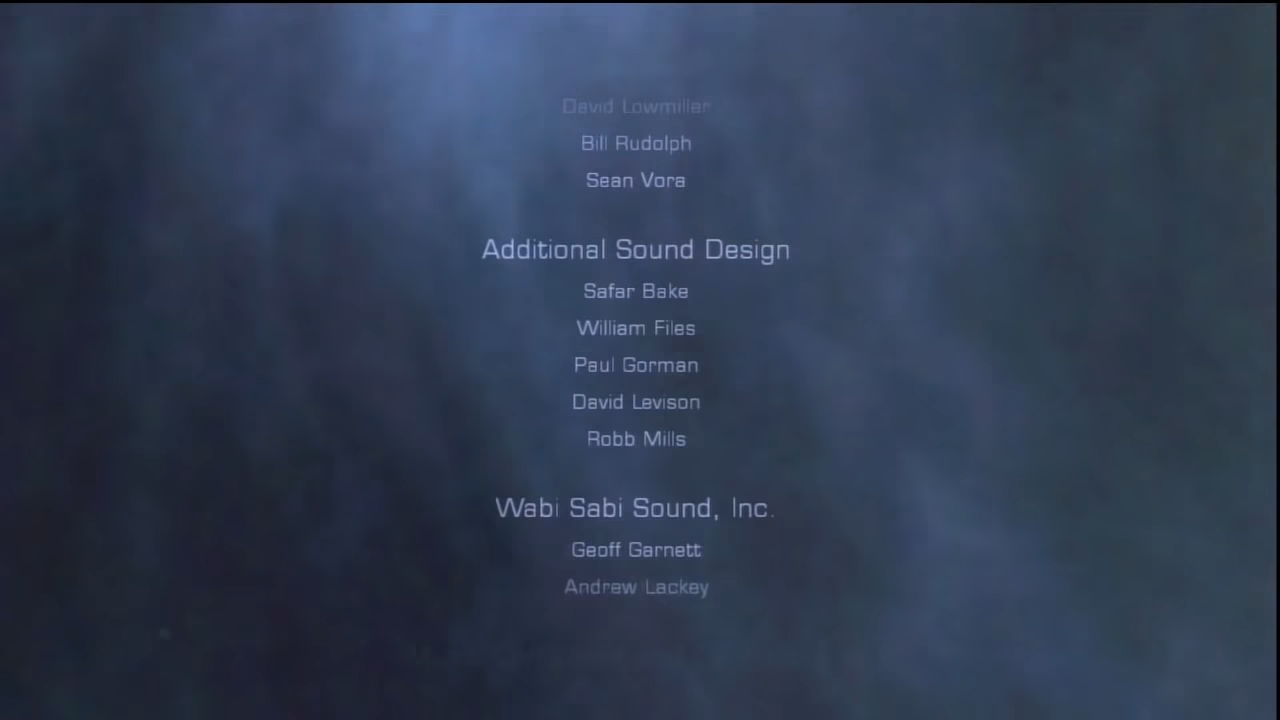 David Lowmiller
Bill Rudolph
Sean Vora
Additional Sound Design
Safar Bake
William Files
Paul Gorman
David Levison
Robb Mills
Wabi Sabi Sound, Inc.
Geoff Garnett
Andrew Lackey